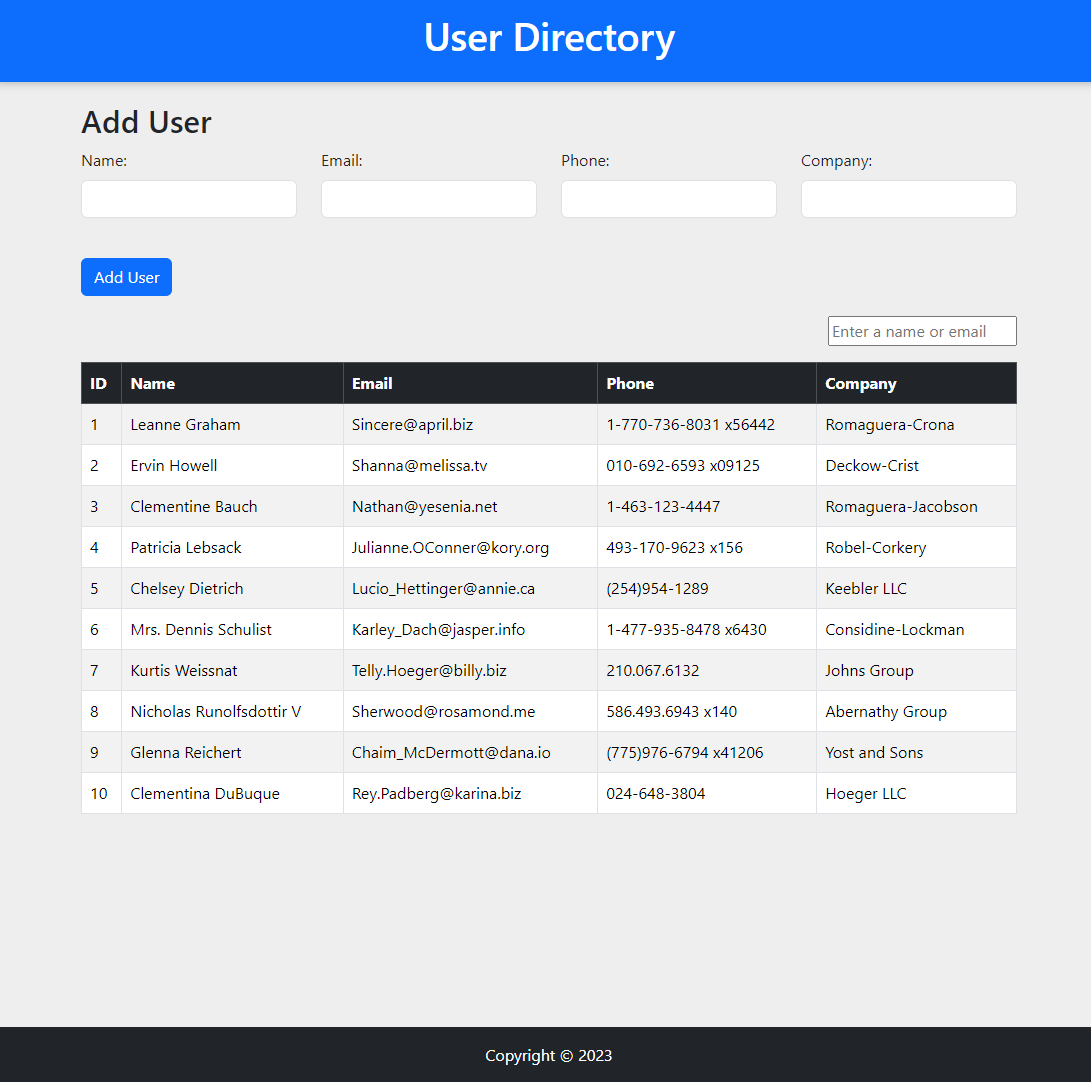 User Directory
Add User
Name: Email: Phone: Company:
Add User
Enter a name or email
ID Name Email Phone Company
1 Leanne Graham Sincere@april.biz 1-770-736-8031 x56442 Romaguera-Crona
2 Ervin Howell Shanna@melissa.tv 010-692-6593 x09125 Deckow-Crist
3 Clementine Bauch Nathan@yesenia.net 1-463-123-4447 Romaguera-Jacobson
4 Patricia Lebsack Julianne.OConner@kory.org 493-170-9623 x156 Robel-Corkery
5 Chelsey Dietrich Lucio_Hettinger@annie.ca (254)954-1289 Keebler LLC
6 Mrs. Dennis Schulist Karley_Dach@jasper.info 1-477-935-8478 x6430 Considine-Lockman
7 Kurtis Weissnat Telly.Hoeger@billy.biz 210.067.6132 Johns Group
8 Nicholas Runolfsdottir V Sherwood@rosamond.me 586.493.6943 x140 Abernathy Group
9 Glenna Reichert Chaim_McDermott@dana.io (775)976-6794 x41206 Yost and Sons
10 Clementina DuBuque Rey.Padberg@karina.biz 024-648-3804 Hoeger LLC
Copyright © 2023